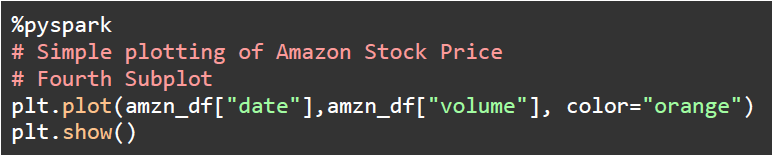 %pyspark
# Simple plotting of Amazon Stock Price
# Fourth Subplot
plt.plot(amzn_df["date"],amzn_df["volume"], color="orange")
plt.show()